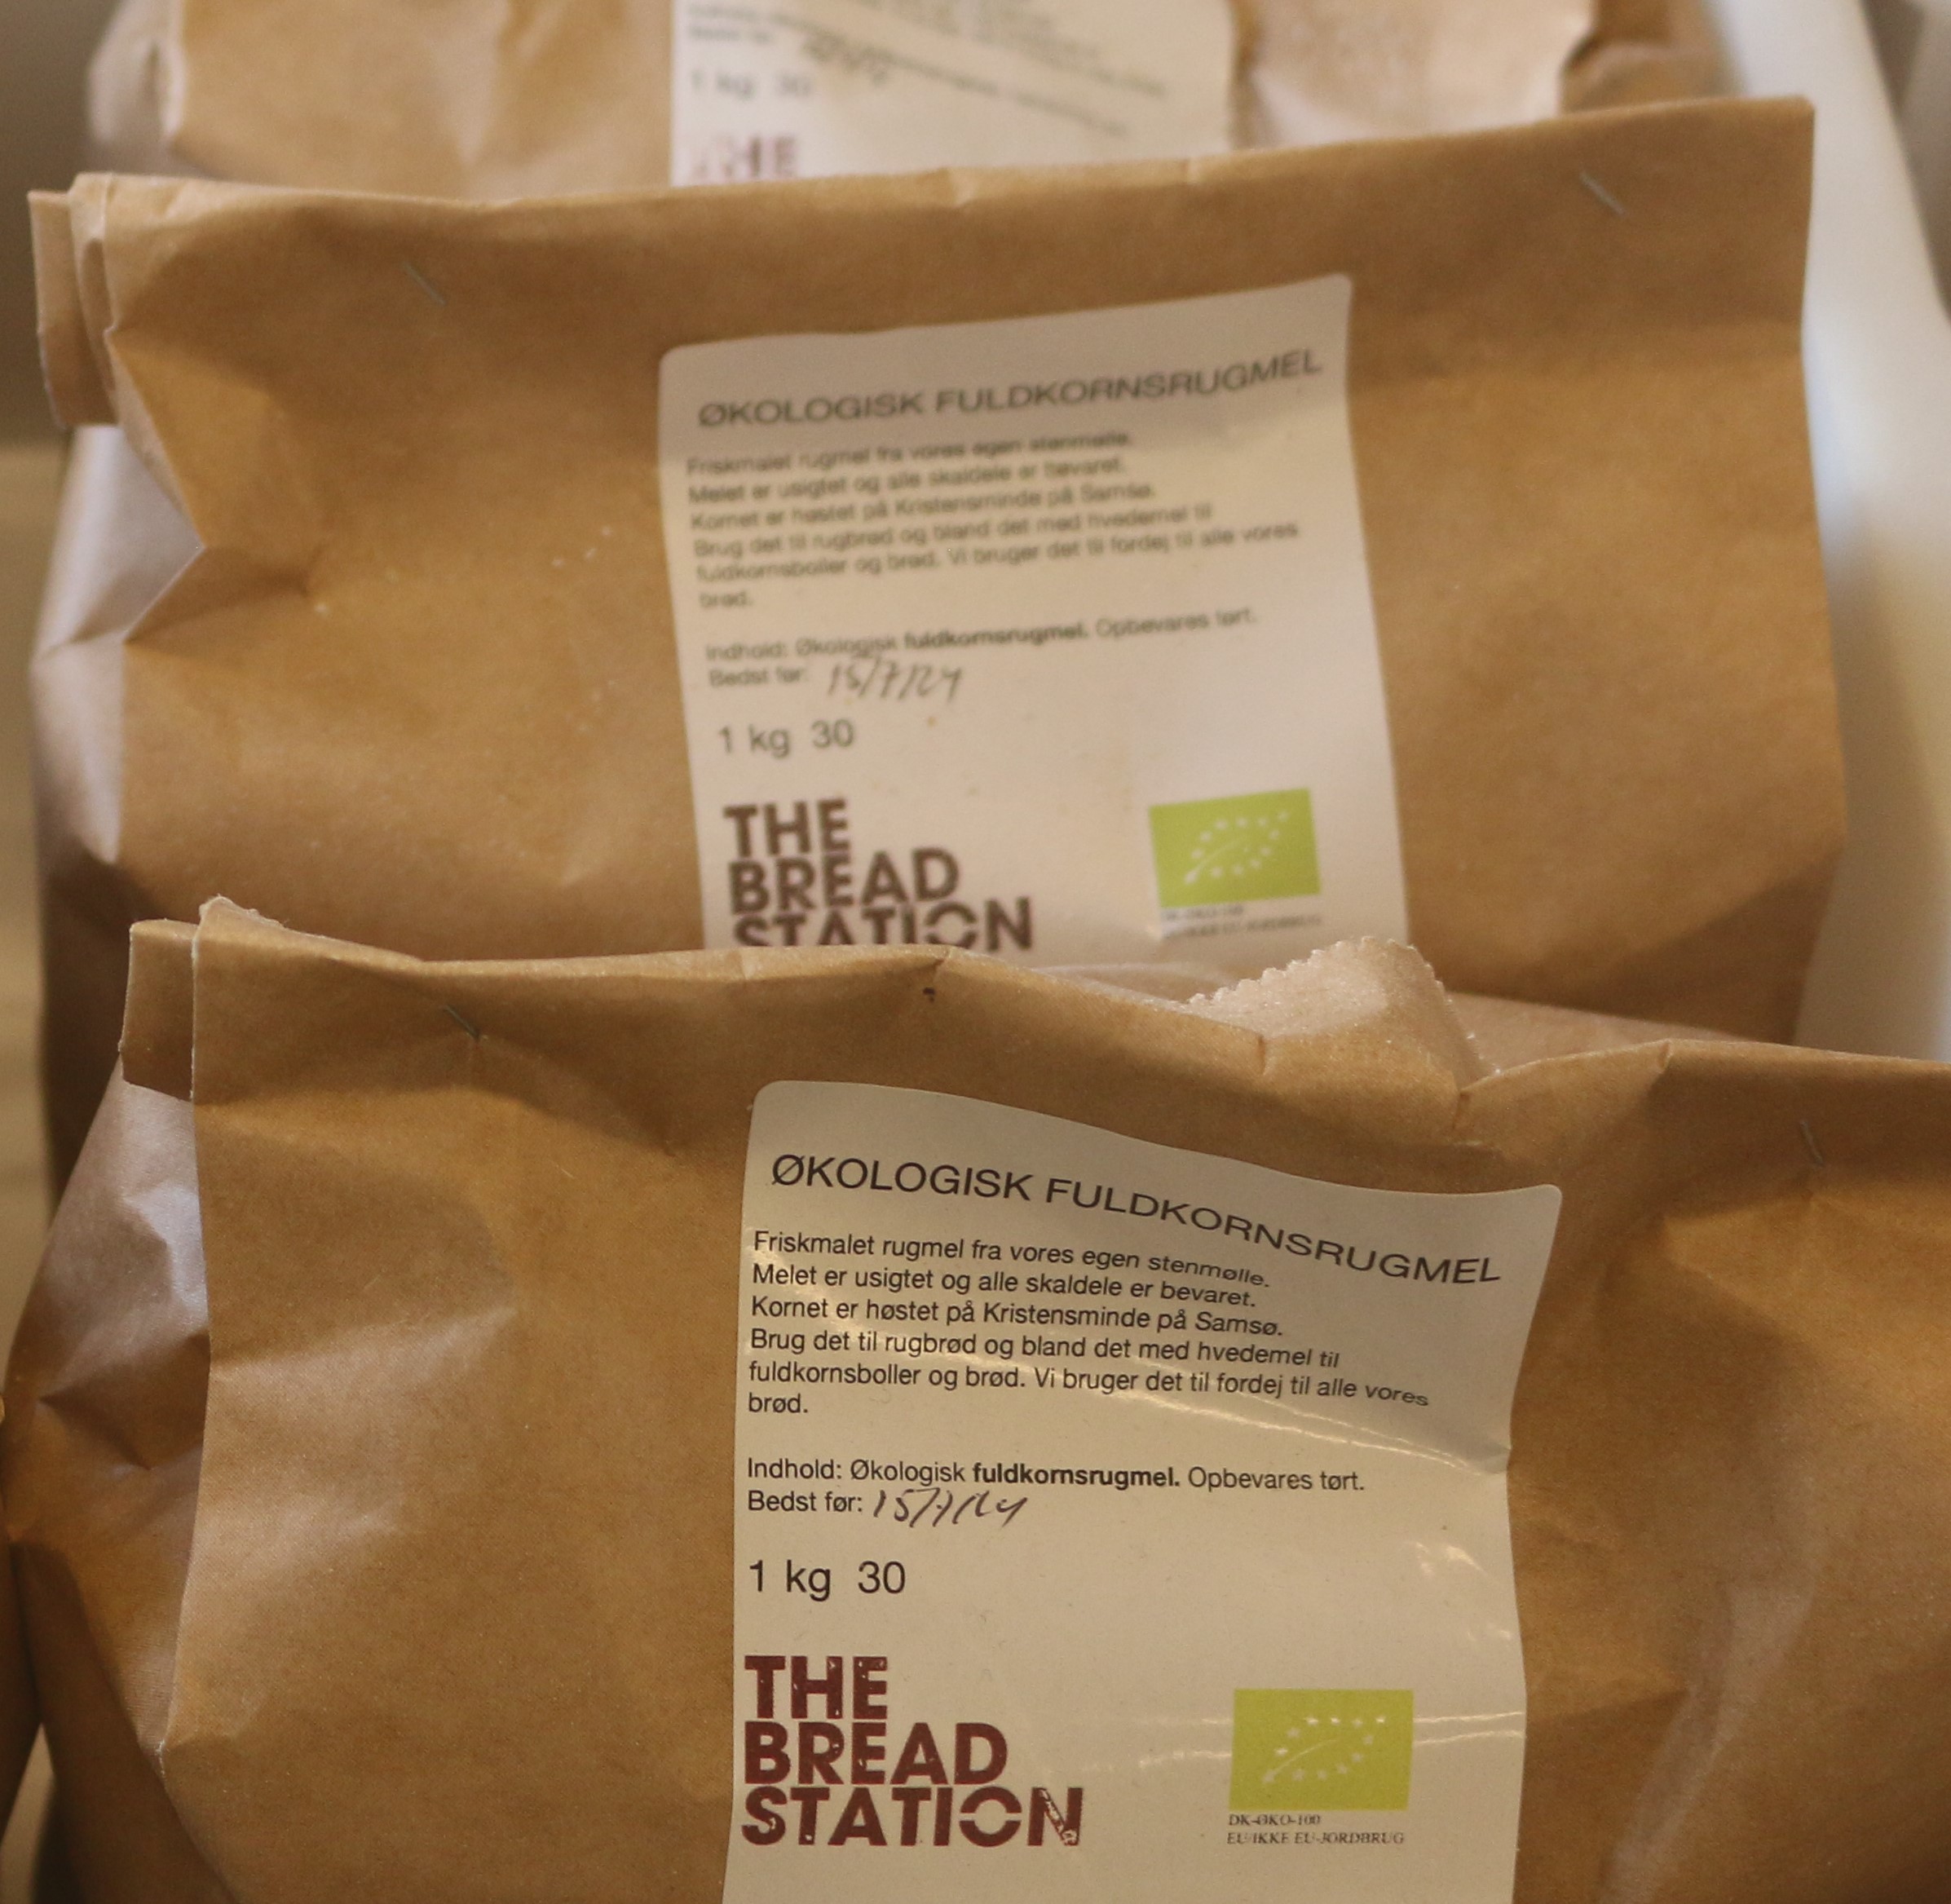 1 kg 30
THE
ØKOLOGISK FULDKORNSRUGMEL
Friskmalet rugmel fra vores egen stenmølle.
Melet er usigtet og alle skaldele er bevaret.
Kornet er høstet på Kristensminde på Samsø.
Brug det til rugbrød og bland det med hvedemel til
fuldkornsboller og brød. Vi bruger det til fordej til alle vores
brød.
Indhold: Økologisk fuldkornsrugmel. Opbevares tørt.
Bedst før: 15/7/24
1 kg 30
THE
BREAD
STATION
ØKOLOGISK FULDKORNSRUGMEL
Friskmalet rugmel fra vores egen stenmølle.
Melet er usigtet og alle skaldele er bevaret.
Kornet er høstet på Kristensminde på Samsø.
Brug det til rugbrød og bland det med hvedemel til
fuldkornsboller og brød. Vi bruger det til fordej til alle vores
brød.
Indhold: Økologisk fuldkornsrugmel. Opbevares tørt.
Bedst før: 15/7/24
1 kg 30
THE
BREAD
STATION
DK-ØKO-100
EU/IKKE EU-JORDBRUG